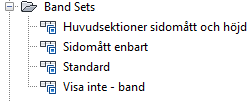 Band Sets
Huvudsektioner sidomått och höjd
Sidomått enbart
Standard
Visa inte - band